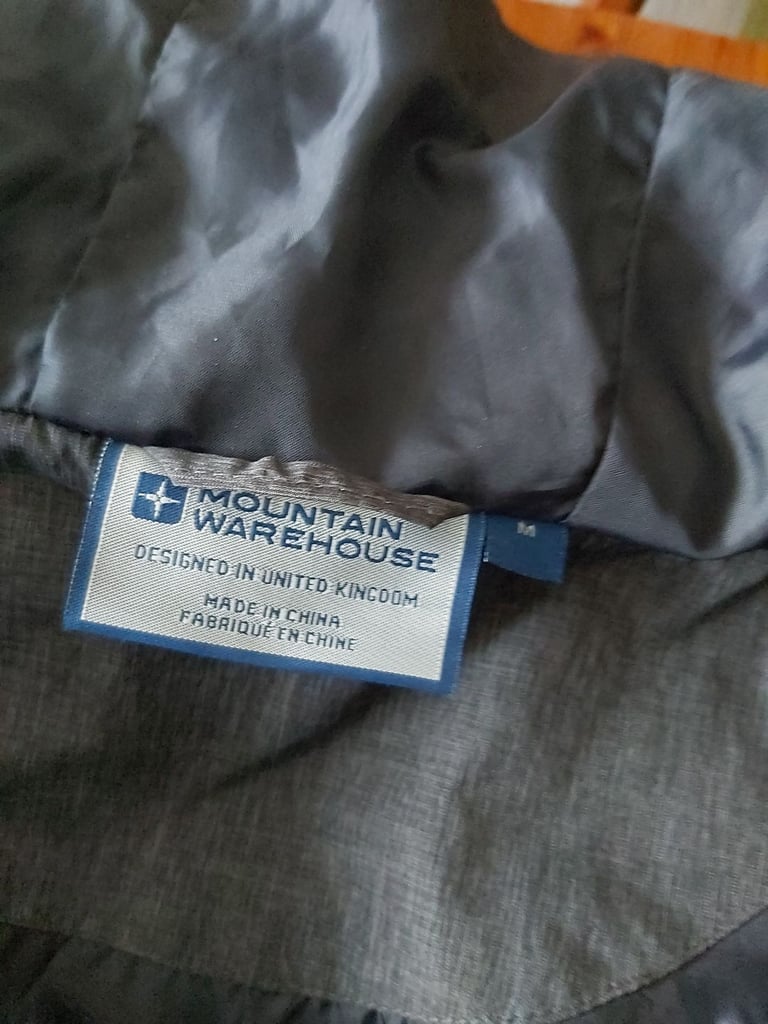 MOUNTAIN
WAREHOUSE
DESIGNED IN UNITED KINGDOM
MADE IN CHINA
FABRIQUÉ EN CHINE
M